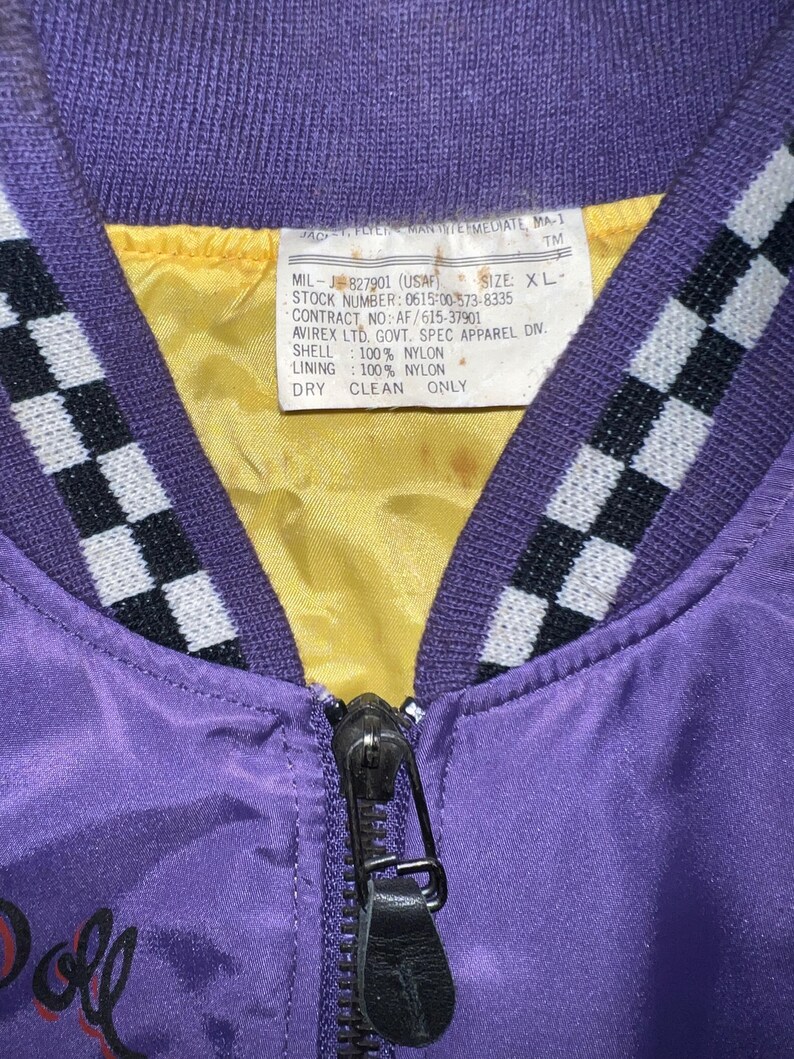 JACKET, FLYER - MAN INTERMEDIATE, MA-1
TM
MIL-J-827901 (USAF) SIZE: XL
STOCK NUMBER: 0615-00-573-8335
CONTRACT NO: AF/615-37901
AVIREX LTD. GOVT. SPEC APPAREL DIV.
SHELL : 100% NYLON
LINING : 100% NYLON
DRY CLEAN ONLY
Doll